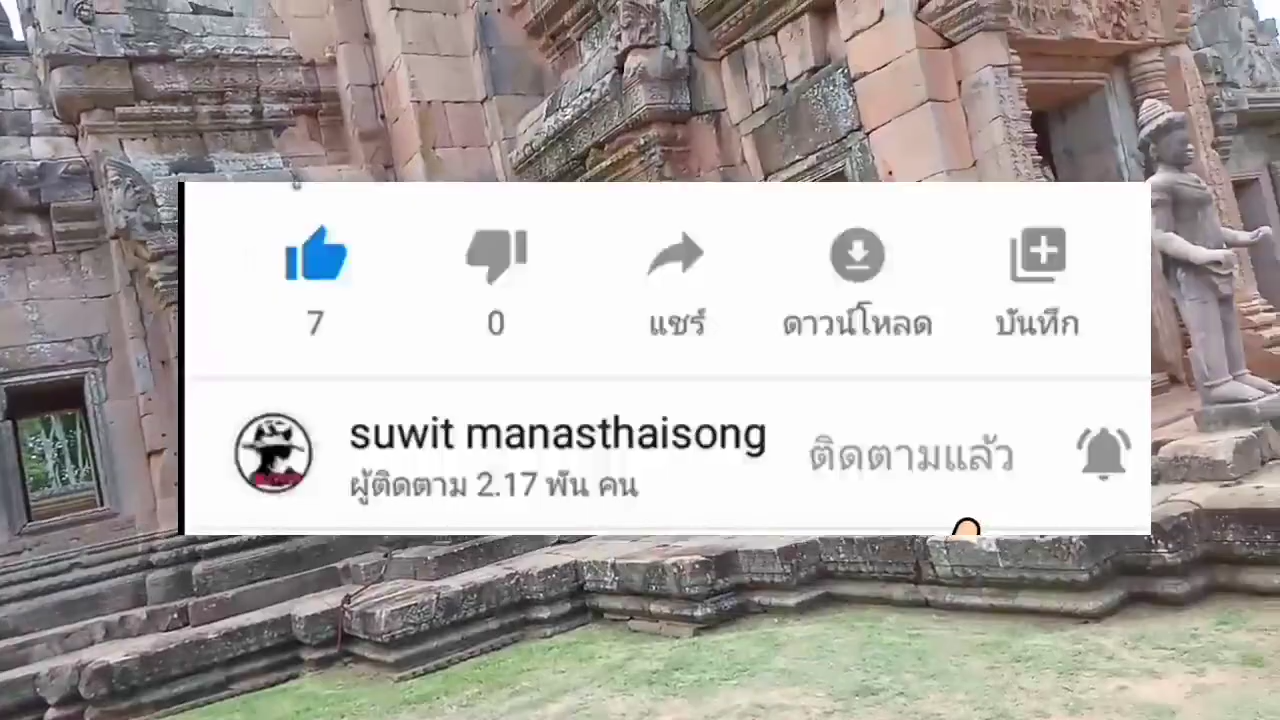 7
0
แชร์
ดาวน์โหลด
บันทึก
suwit manasthaisong
ติดตามแล้ว
ผู้ติดตาม 2.17 พัน คน